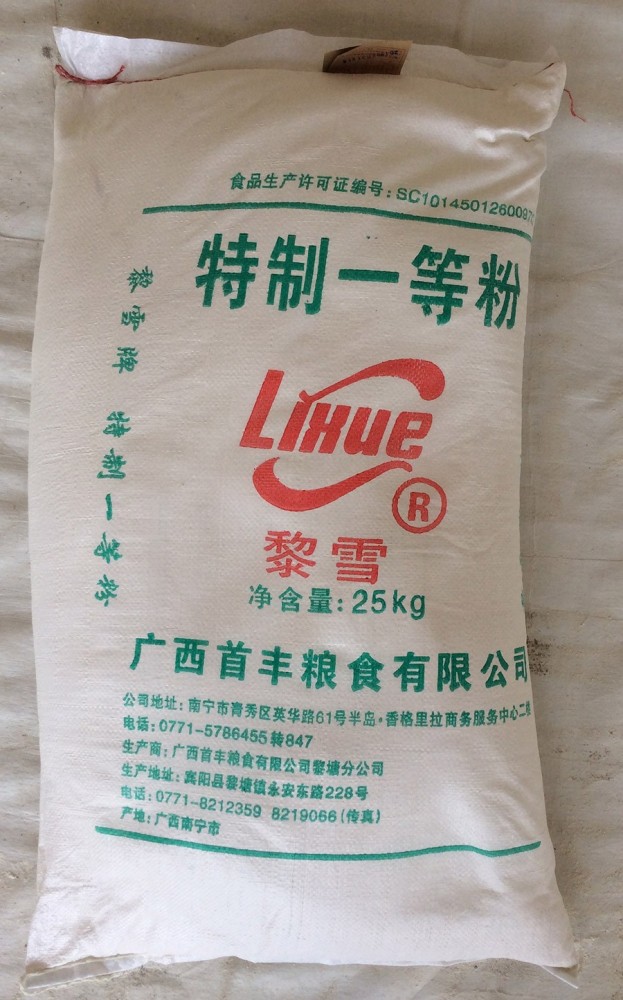 食品生产许可证编号:SC1014501260097
特制一等粉
黎雪牌 特制一等粉
Lixue
®
黎雪
净含量:25kg
广西首丰粮食有限公司
公司地址:南宁市青秀区英华路61号半岛·香格里拉商务服务中心二楼
电话:0771-5786455转847
生产商:广西首丰粮食有限公司黎塘分公司
生产地址:宾阳县黎塘镇永安东路228号
电话:0771-8212359 8219066(传真)
产地:广西南宁市